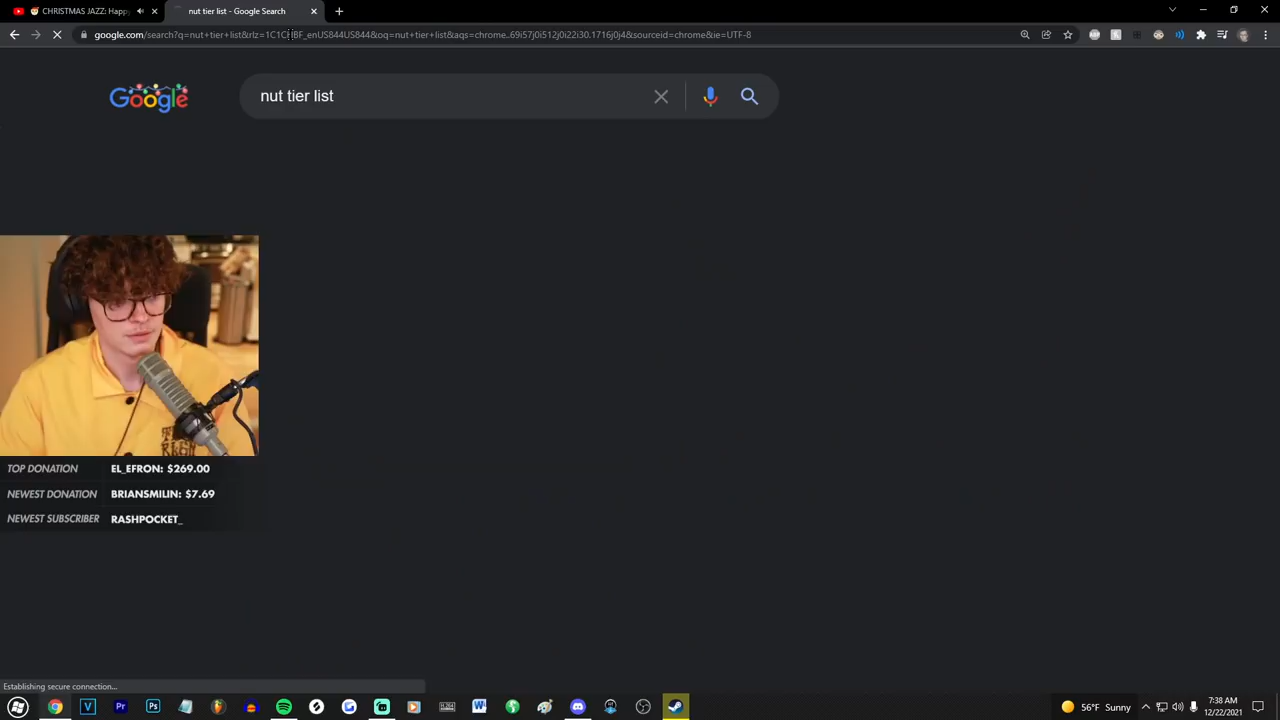 CHRISTMAS JAZZ: Happ
nut tier list - Google Search
google.com/search?q=nut+tier+list&rlz=1C1CHBF_enUS844US844&oq=nut+tier+list&aqs=chrome..69i57j0i512j0i22i30.1716j0j4&sourceid=chrome&ie=UTF-8
Google
nut tier list
TOP DONATION EL_EFRON: $269.00
NEWEST DONATION BRIANSMILIN: $7.69
NEWEST SUBSCRIBER RASHPOCKET_
Establishing secure connection...
56°F Sunny
7:38 AM
12/22/2021